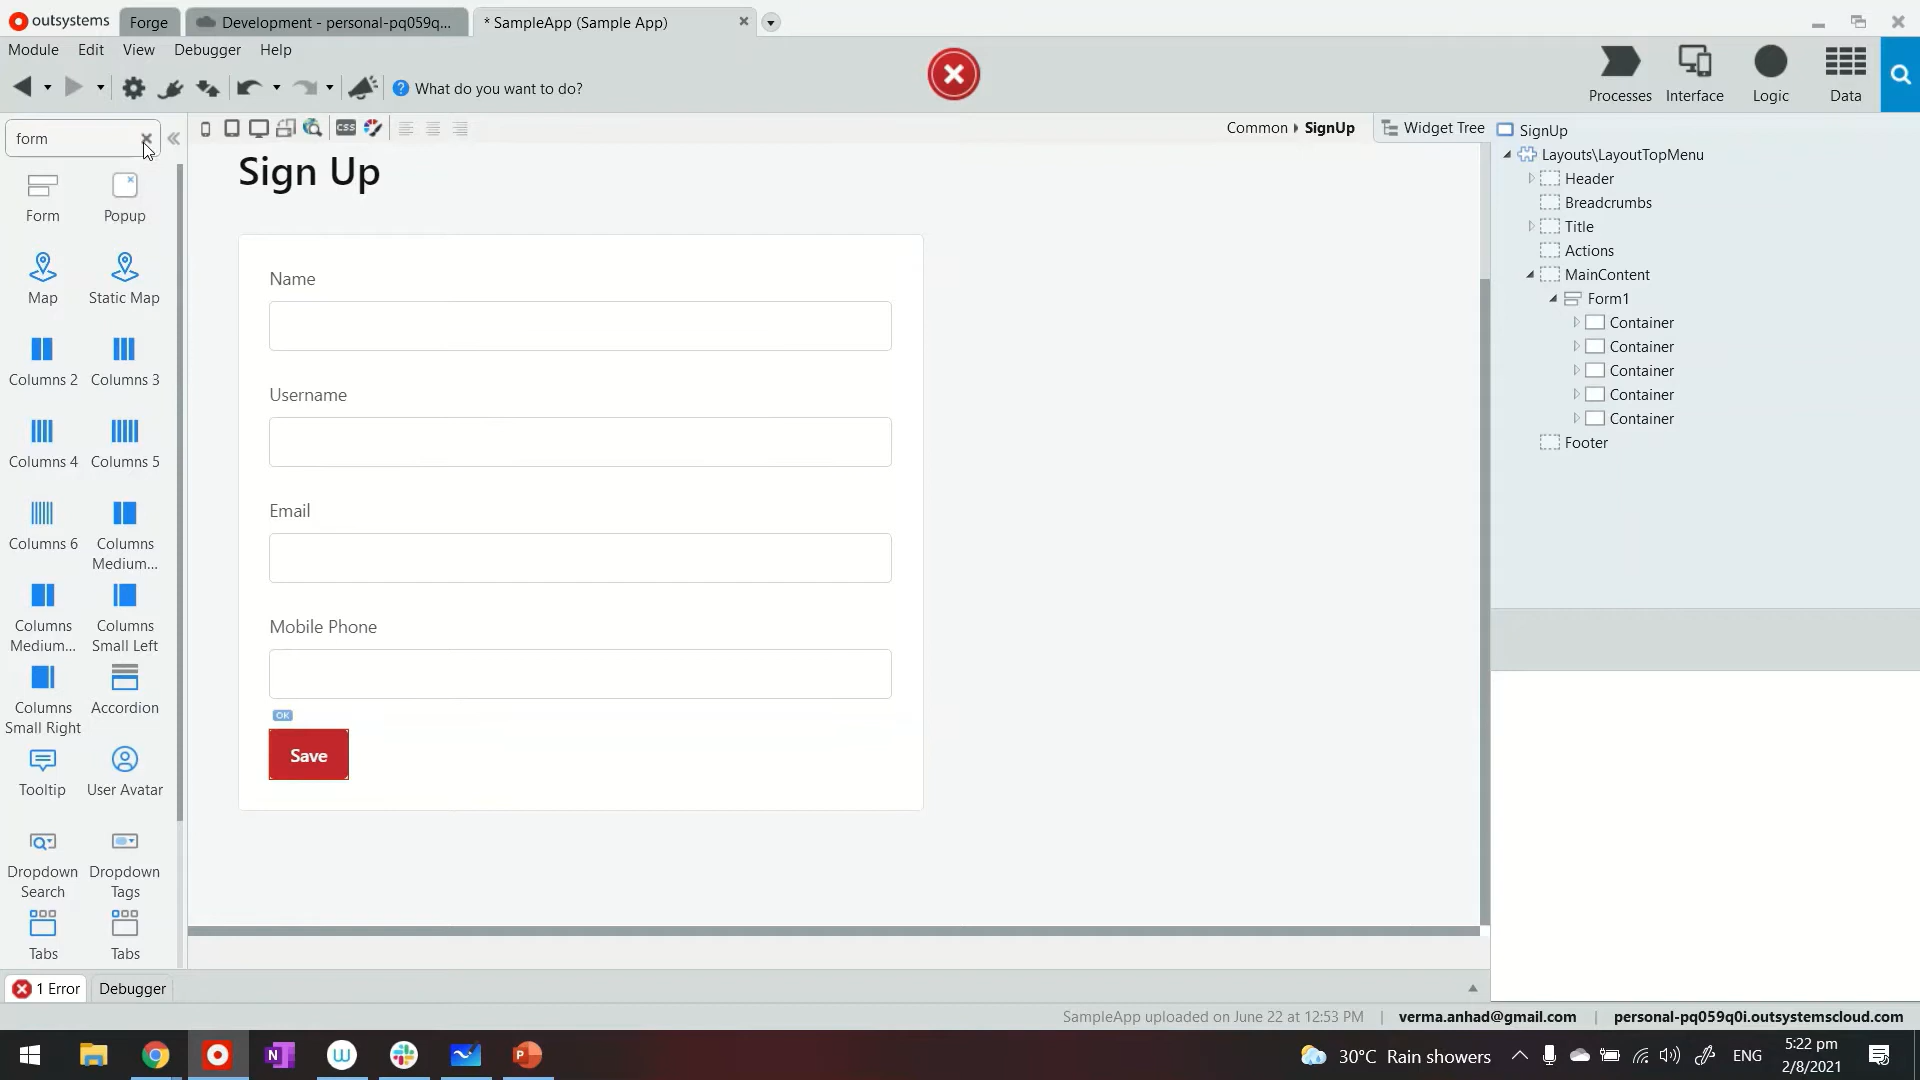 outsystems
Forge
Development - personal-pq059q...
* SampleApp (Sample App)
Module Edit View Debugger Help
What do you want to do?
Processes
Interface
Logic
Data
form
CSS
Common
SignUp
Widget Tree
Form
Popup
Map
Static Map
Columns 2
Columns 3
Columns 4
Columns 5
Columns 6
Columns
Medium...
Columns
Medium...
Columns
Small Left
Columns
Small Right
Accordion
Tooltip
User Avatar
Dropdown
Search
Dropdown
Tags
Tabs
Tabs
Sign Up
Name
Username
Email
Mobile Phone
OK
Save
SignUp
Layouts\LayoutTopMenu
Header
Breadcrumbs
Title
Actions
MainContent
Form1
Container
Container
Container
Container
Container
Footer
1 Error
Debugger
SampleApp uploaded on June 22 at 12:53 PM | verma.anhad@gmail.com | personal-pq059q0i.outsystemscloud.com
N
W
P
30°C Rain showers
ENG
5:22 pm
2/8/2021